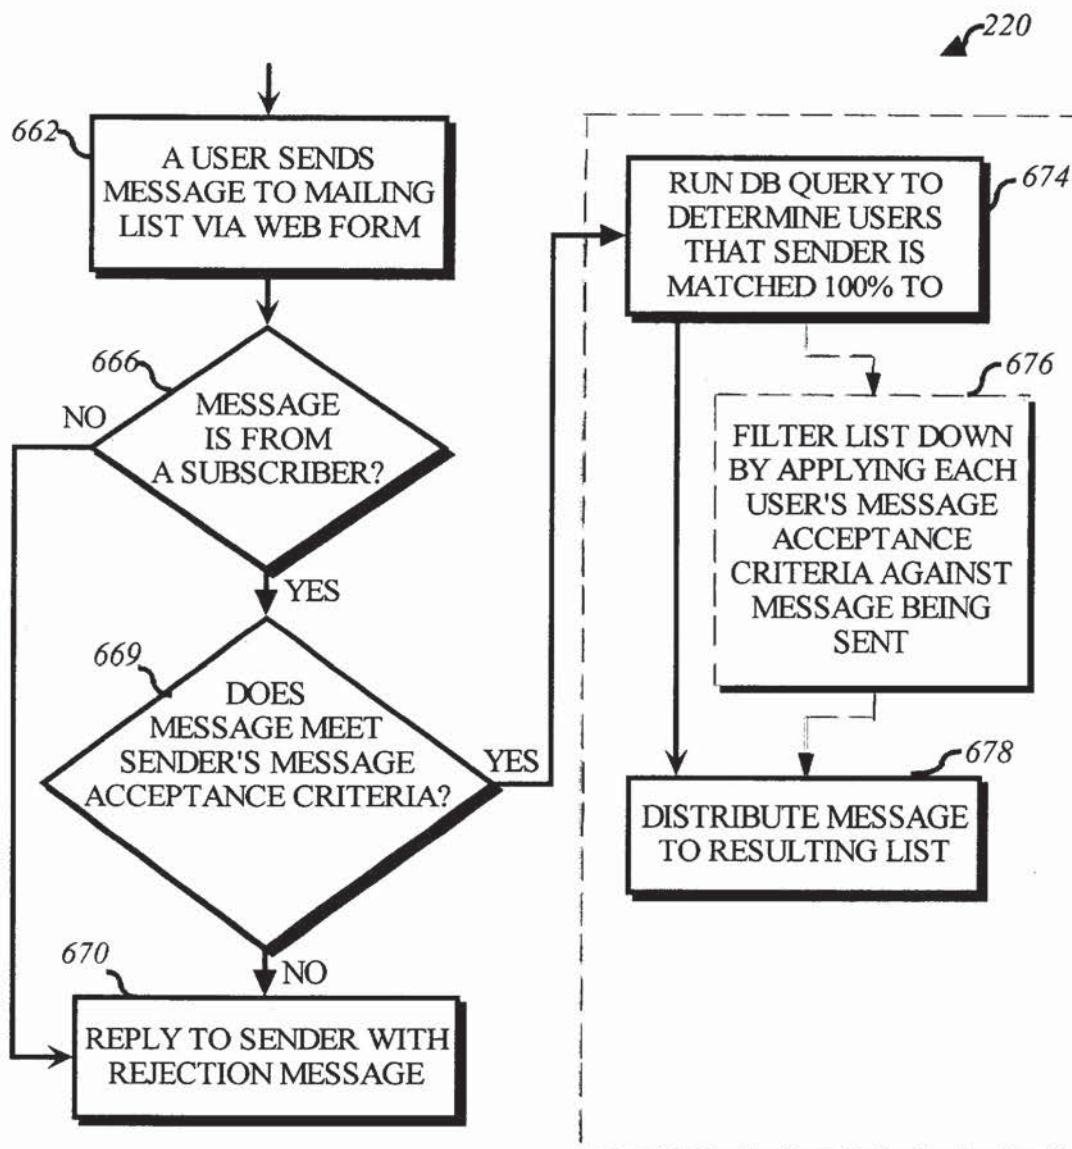 220
662
A USER SENDS
MESSAGE TO MAILING
LIST VIA WEB FORM
666
NO
MESSAGE
IS FROM
A SUBSCRIBER?
YES
669
DOES
MESSAGE MEET
SENDER'S MESSAGE
ACCEPTANCE CRITERIA?
YES
NO
670
REPLY TO SENDER WITH
REJECTION MESSAGE
674
RUN DB QUERY TO
DETERMINE USERS
THAT SENDER IS
MATCHED 100% TO
676
FILTER LIST DOWN
BY APPLYING EACH
USER'S MESSAGE
ACCEPTANCE
CRITERIA AGAINST
MESSAGE BEING
SENT
678
DISTRIBUTE MESSAGE
TO RESULTING LIST